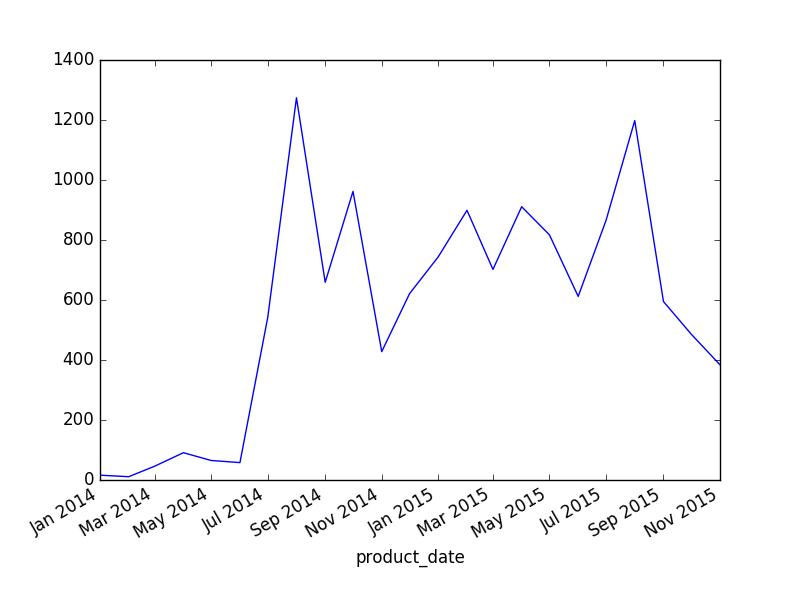 1400
1200
1000
800
600
400
200
0
Jan 2014
Mar 2014
May 2014
Jul 2014
Sep 2014
Nov 2014
Jan 2015
Mar 2015
May 2015
Jul 2015
Sep 2015
Nov 2015
product_date